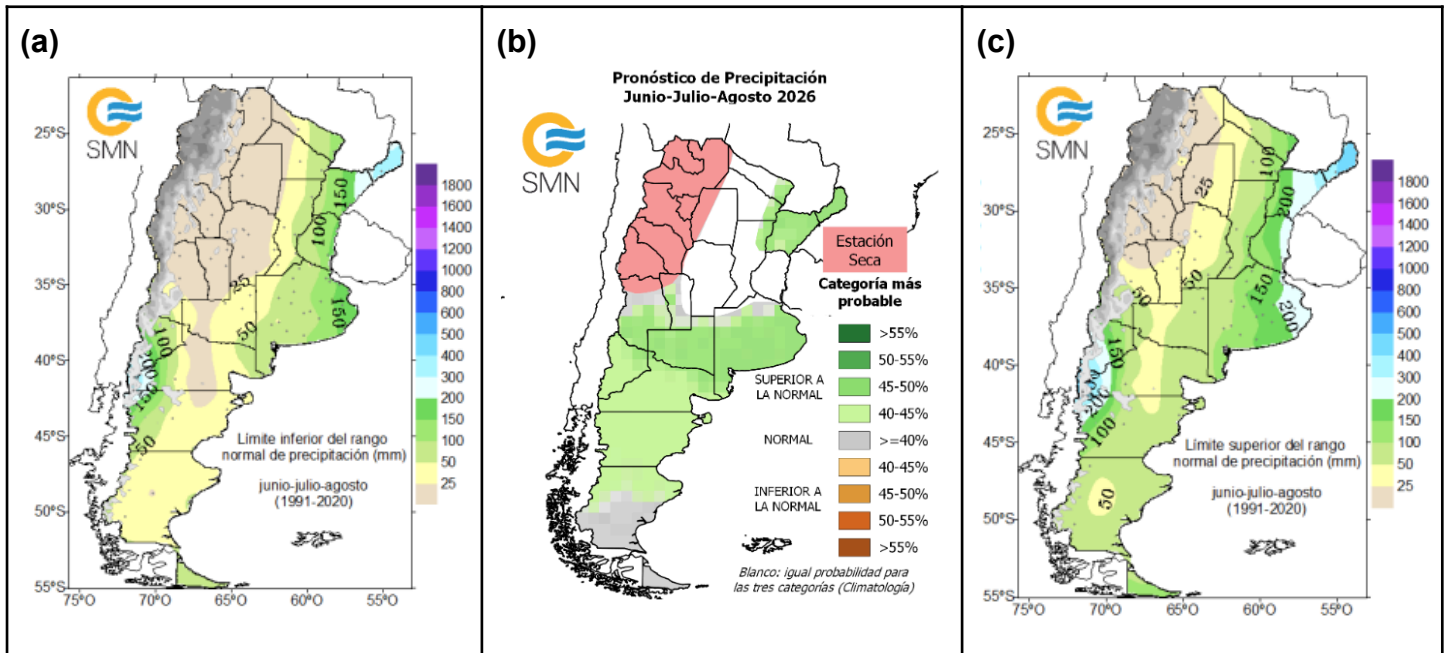 (a)
SMN
25°S
30°S
35°S
40°S
45°S
50°S
55°S
75°O
70°O
65°O
60°O
55°O
150
100
25
50
150
100
200
50
50
1800
1600
1400
1200
1000
800
600
500
400
300
200
150
100
50
25
Límite inferior del rango
normal de precipitación (mm)
junio-julio-agosto
(1991-2020)
(b)
Pronóstico de Precipitación
Junio-Julio-Agosto 2026
SMN
Estación
Seca
Categoría más
probable
>55%
50-55%
SUPERIOR A
LA NORMAL
45-50%
40-45%
NORMAL
>=40%
40-45%
INFERIOR A
LA NORMAL
45-50%
50-55%
>55%
Blanco: igual probabilidad para
las tres categorías (Climatología)
(c)
SMN
25°S
30°S
35°S
40°S
45°S
50°S
55°S
75°O
70°O
65°O
60°O
55°O
100
25
200
50
50
150
200
150
200
100
50
1800
1600
1400
1200
1000
800
600
500
400
300
200
150
100
50
25
Límite superior del rango
normal de precipitación (mm)
junio-julio-agosto
(1991-2020)